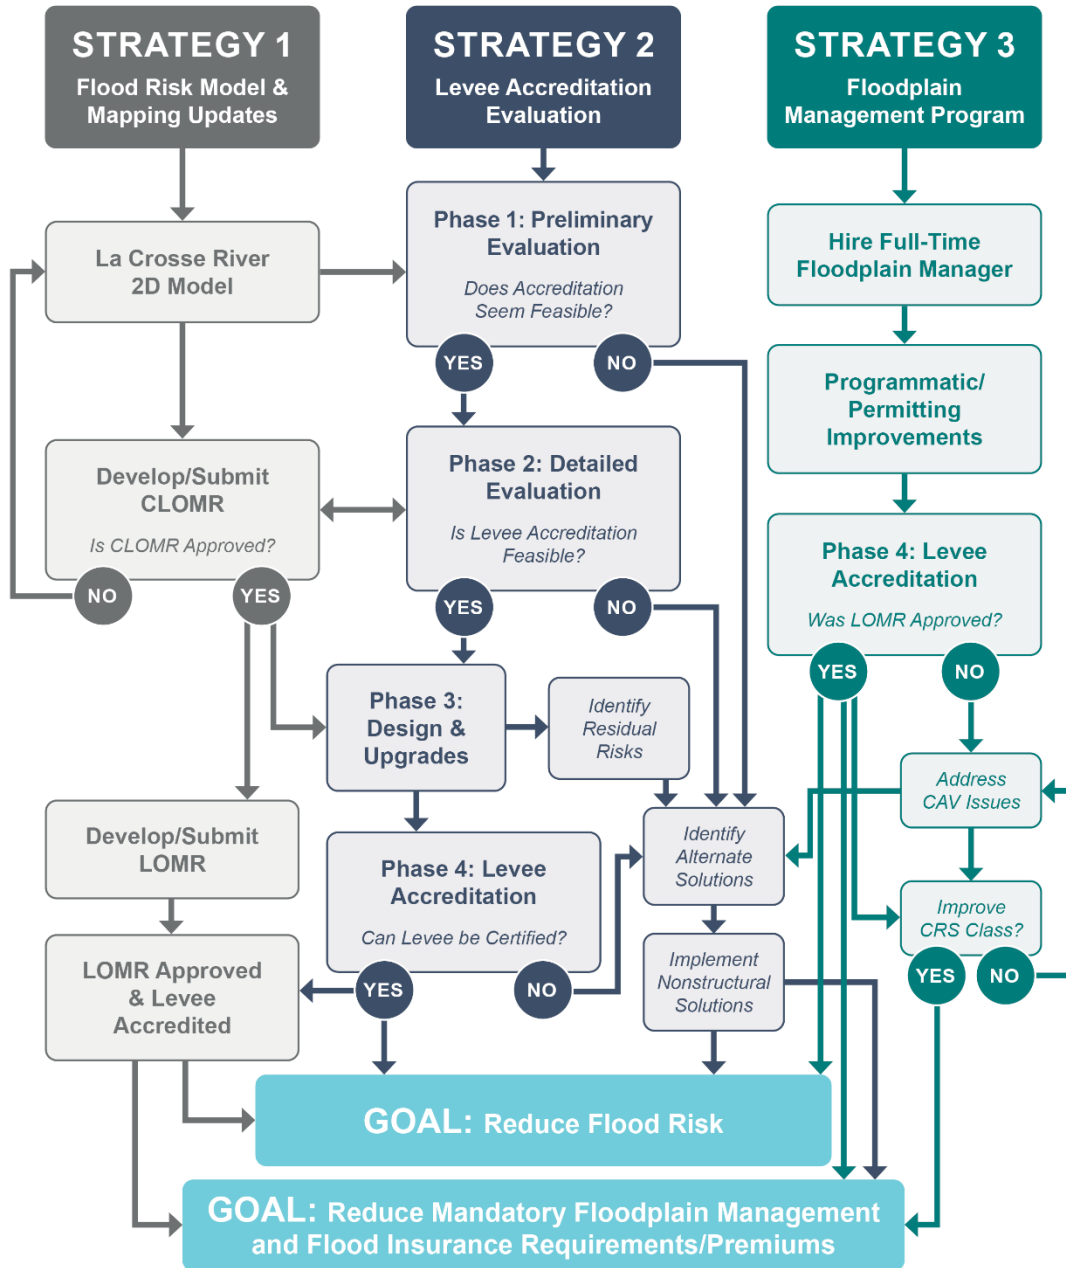 STRATEGY 1
Flood Risk Model &
Mapping Updates
La Crosse River
2D Model
Develop/Submit
CLOMR
Is CLOMR Approved?
NO
YES
Develop/Submit
LOMR
LOMR Approved
& Levee
Accredited
STRATEGY 2
Levee Accreditation
Evaluation
Phase 1: Preliminary
Evaluation
Does Accreditation
Seem Feasible?
YES
NO
Phase 2: Detailed
Evaluation
Is Levee Accreditation
Feasible?
YES
NO
Phase 3:
Design &
Upgrades
Identify
Residual
Risks
Phase 4: Levee
Accreditation
Can Levee be Certified?
YES
NO
Identify
Alternate
Solutions
Implement
Nonstructural
Solutions
STRATEGY 3
Floodplain
Management Program
Hire Full-Time
Floodplain Manager
Programmatic/
Permitting
Improvements
Phase 4: Levee
Accreditation
Was LOMR Approved?
YES
NO
Address
CAV Issues
Improve
CRS Class?
YES
NO
GOAL: Reduce Flood Risk
GOAL: Reduce Mandatory Floodplain Management
and Flood Insurance Requirements/Premiums